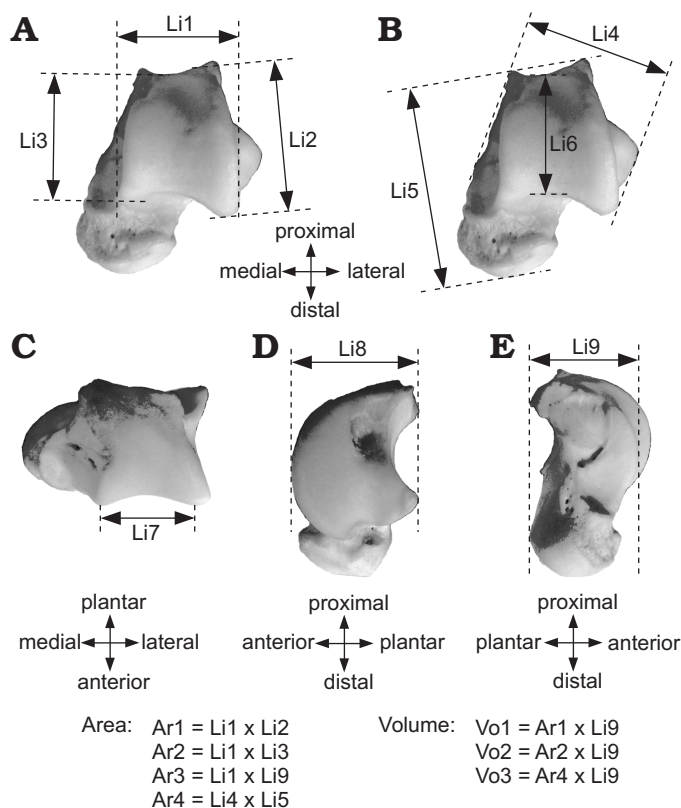 A
Li1
Li3
Li2
B
Li4
Li5
Li6
proximal
medial lateral
distal
C
Li7
D
Li8
E
Li9
plantar
medial lateral
anterior
proximal
anterior plantar
distal
proximal
plantar anterior
distal
Area: Ar1 = Li1 x Li2
Ar2 = Li1 x Li3
Ar3 = Li1 x Li9
Ar4 = Li4 x Li5
Volume: Vo1 = Ar1 x Li9
Vo2 = Ar2 x Li9
Vo3 = Ar4 x Li9